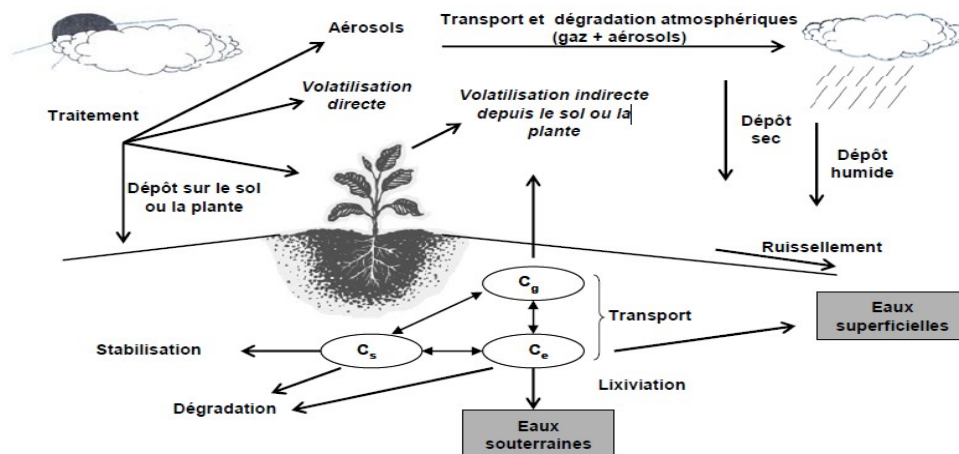 Transport et dégradation atmosphériques
(gaz + aérosols)
Aérosols
Volatilisation
directe
Volatilisation indirecte
depuis le sol ou la
plante
Traitement
Dépôt
sec
Dépôt
humide
Dépôt sur le sol
ou la plante
Ruissellement
Cg
Transport
Eaux
superficielles
Stabilisation
Cs
Ce
Lixiviation
Dégradation
Eaux
souterraines